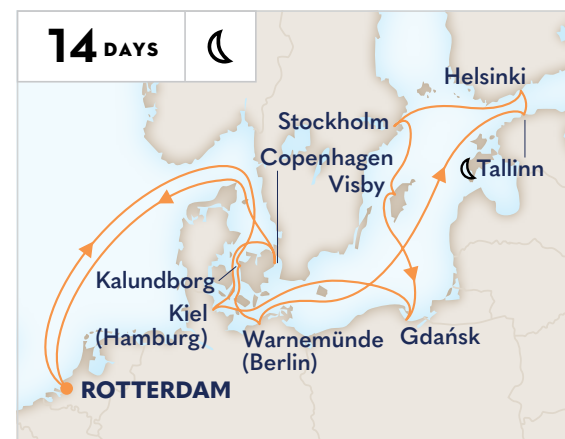 14 DAYS
Helsinki
Stockholm
Copenhagen
Visby
Tallinn
Kalundborg
Kiel
(Hamburg)
Warnemünde
(Berlin)
Gdańsk
ROTTERDAM